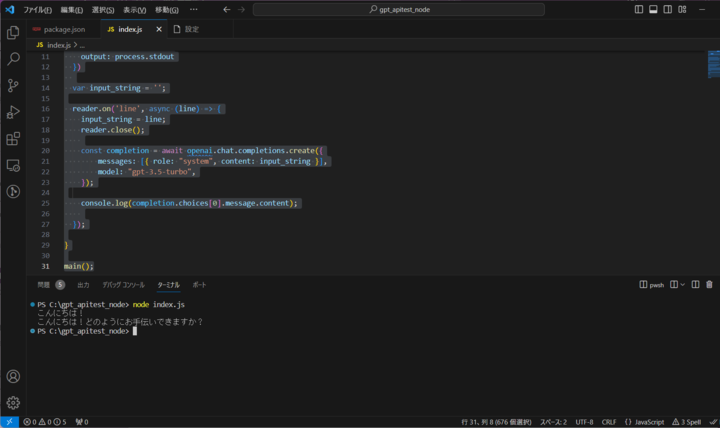 ファイル(F) 編集(E) 選択(S) 表示(V) 移動(G) ··· gpt_apitest_node
package.json JS index.js × 設定
JS index.js > ...
11 output: process.stdout
12 })
13
14 var input_string = '';
15
16 reader.on('line', async (line) => {
17 input_string = line;
18 reader.close();
19
20 const completion = await openai.chat.completions.create({
21 messages: [{ role: "system", content: input_string }],
22 model: "gpt-3.5-turbo",
23 });
24
25 console.log(completion.choices[0].message.content);
26
27 });
28
29 }
30
31 main();
問題 5 出力 デバッグ コンソール ターミナル ポート pwsh
PS C:\gpt_apitest_node> node index.js
こんにちは！
こんにちは！どのようにお手伝いできますか？
PS C:\gpt_apitest_node>
0 0 5 0 行 31、列 8 (676 個選択) スペース: 2 UTF-8 CRLF {} JavaScript 3 Spell